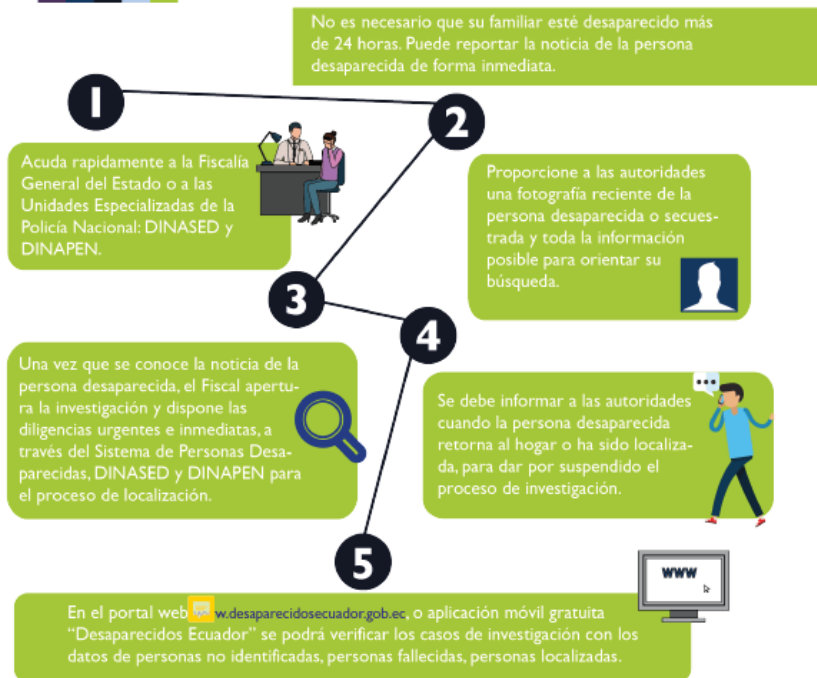 No es necesario que su familiar esté desaparecido más
de 24 horas. Puede reportar la noticia de la persona
desaparecida de forma inmediata.
1
Acuda rapidamente a la Fiscalía
General del Estado o a las
Unidades Especializadas de la
Policía Nacional: DINASED y
DINAPEN.
2
Proporcione a las autoridades
una fotografía reciente de la
persona desaparecida o secues-
trada y toda la información
posible para orientar su
búsqueda.
3
Una vez que se conoce la noticia de la
persona desaparecida, el Fiscal apertu-
ra la investigación y dispone las
diligencias urgentes e inmediatas, a
través del Sistema de Personas Desa-
parecidas, DINASED y DINAPEN para
el proceso de localización.
4
Se debe informar a las autoridades
cuando la persona desaparecida
retorna al hogar o ha sido localiza-
da, para dar por suspendido el
proceso de investigación.
5
www
En el portal web w.desaparecidosecuador.gob.ec, o aplicación móvil gratuita
“Desaparecidos Ecuador” se podrá verificar los casos de investigación con los
datos de personas no identificadas, personas fallecidas, personas localizadas.